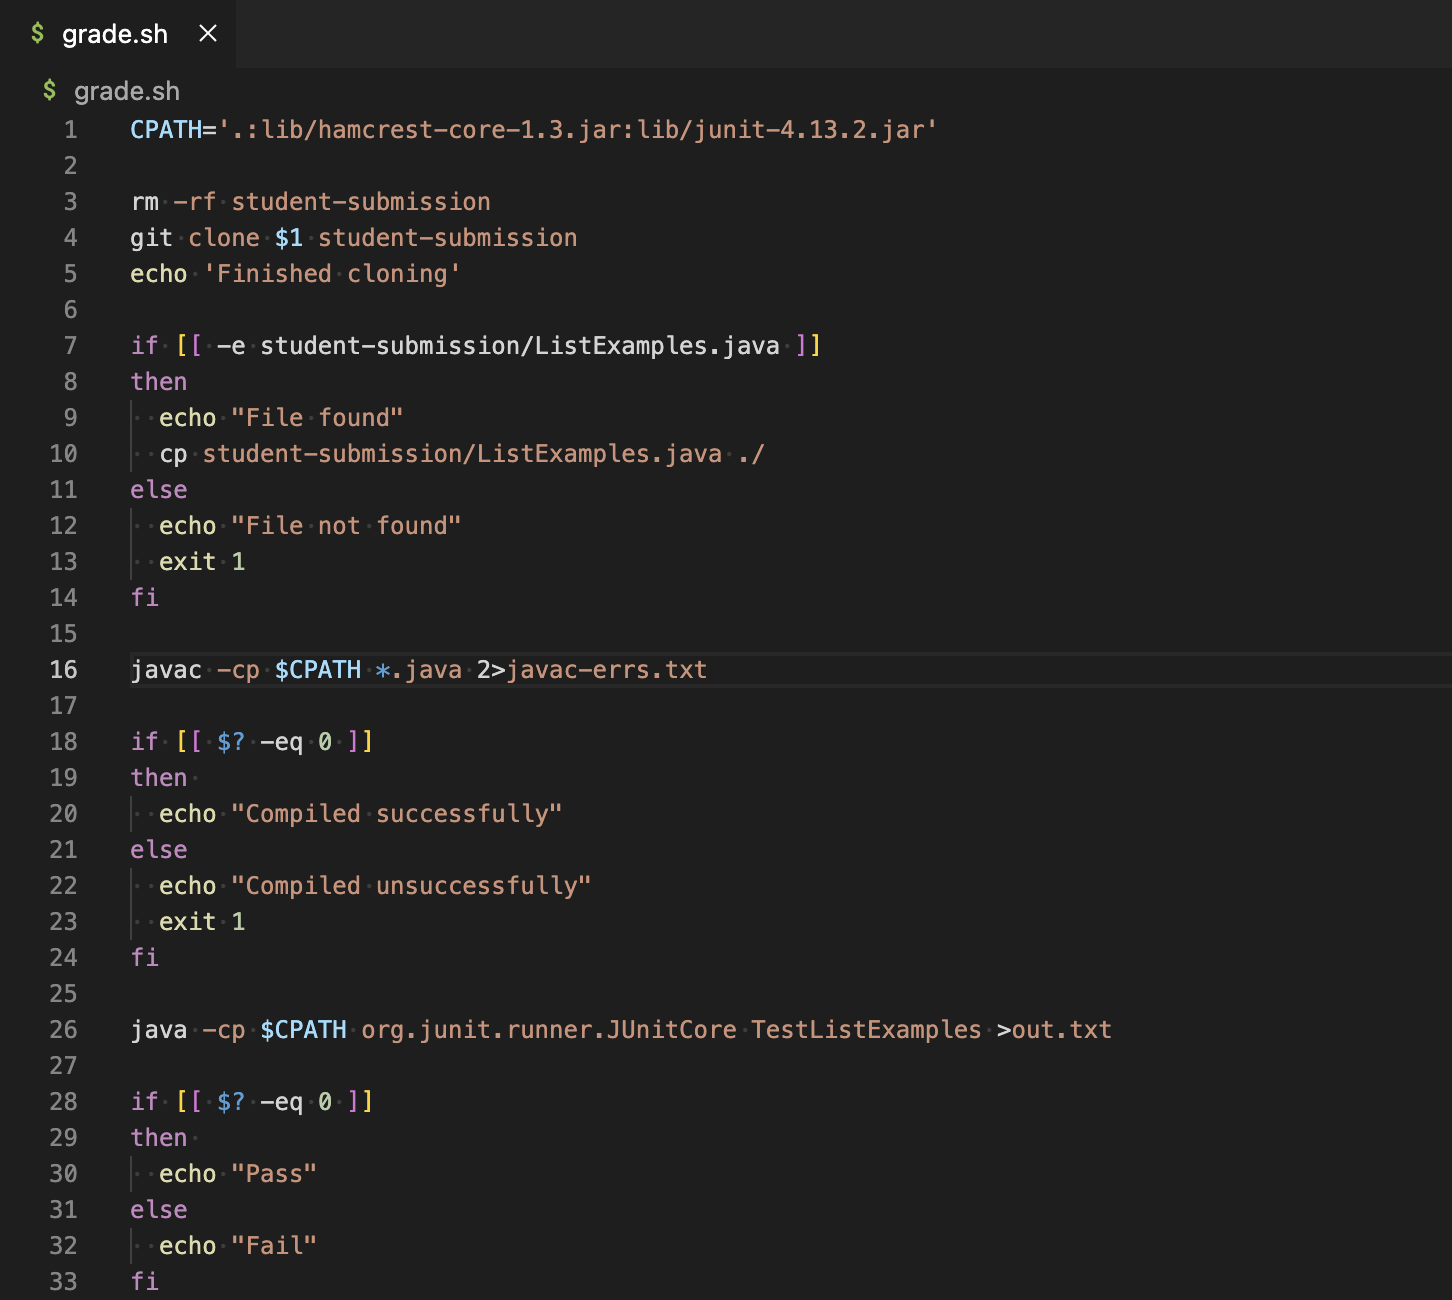 $ grade.sh ×
$ grade.sh
1 CPATH='.:lib/hamcrest-core-1.3.jar:lib/junit-4.13.2.jar'
2
3 rm -rf student-submission
4 git clone $1 student-submission
5 echo 'Finished cloning'
6
7 if [[ -e student-submission/ListExamples.java ]]
8 then
9   echo "File found"
10   cp student-submission/ListExamples.java ./
11 else
12   echo "File not found"
13   exit 1
14 fi
15
16 javac -cp $CPATH *.java 2>javac-errs.txt
17
18 if [[ $? -eq 0 ]]
19 then
20   echo "Compiled successfully"
21 else
22   echo "Compiled unsuccessfully"
23   exit 1
24 fi
25
26 java -cp $CPATH org.junit.runner.JUnitCore TestListExamples >out.txt
27
28 if [[ $? -eq 0 ]]
29 then
30   echo "Pass"
31 else
32   echo "Fail"
33 fi